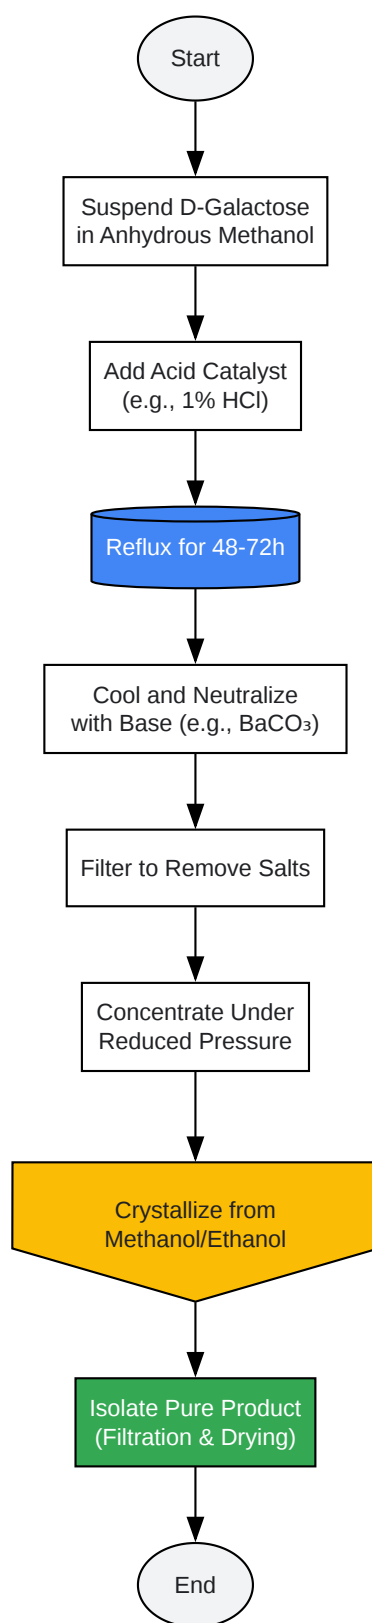 Start
Suspend D-Galactose
in Anhydrous Methanol
Add Acid Catalyst
(e.g., 1% HCl)
Reflux for 48-72h
Cool and Neutralize
with Base (e.g., BaCO₃)
Filter to Remove Salts
Concentrate Under
Reduced Pressure
Crystallize from
Methanol/Ethanol
Isolate Pure Product
(Filtration & Drying)
End